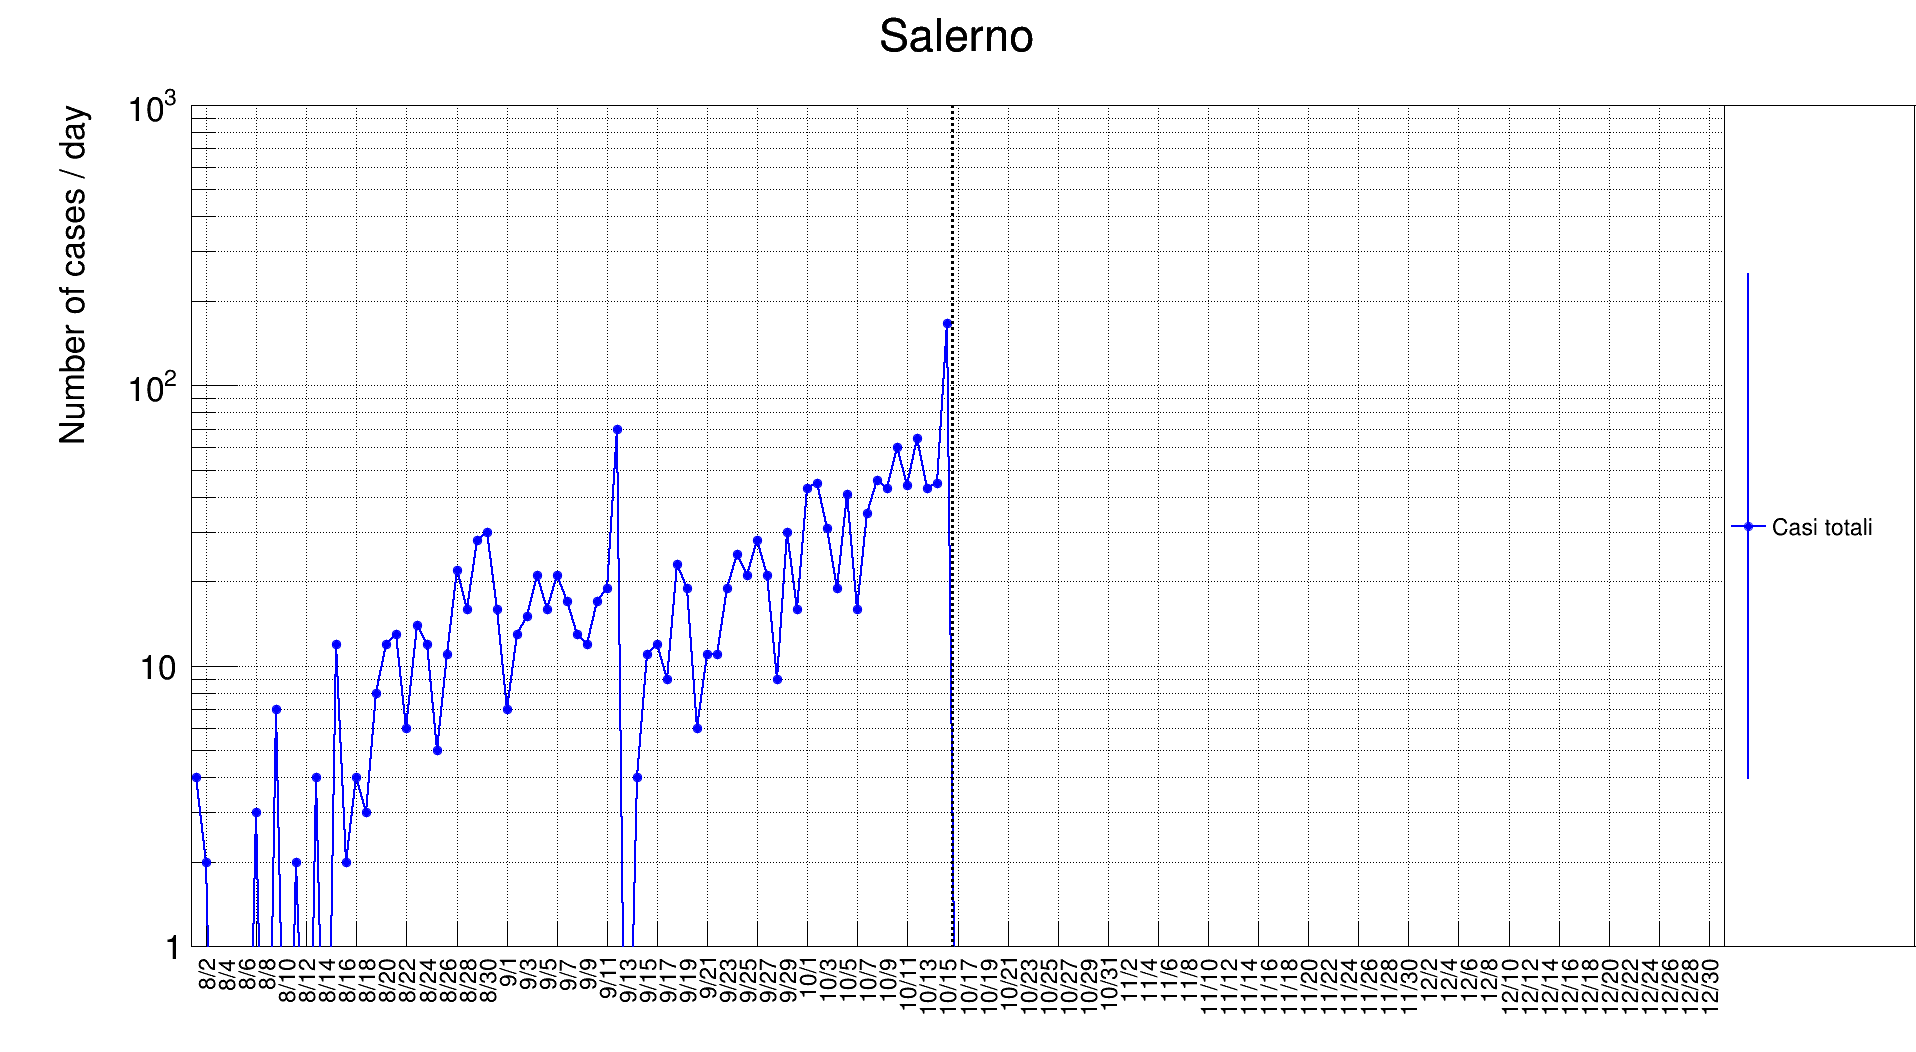 Salerno
Number of cases / day
10³
10²
10
1
8/2 8/4 8/6 8/8 8/10 8/12 8/14 8/16 8/18 8/20 8/22 8/24 8/26 8/28 8/30 9/1 9/3 9/5 9/7 9/9 9/11 9/13 9/15 9/17 9/19 9/21 9/23 9/25 9/27 9/29 10/1 10/3 10/5 10/7 10/9 10/11 10/13 10/15 10/17 10/19 10/21 10/23 10/25 10/27 10/29 10/31 11/2 11/4 11/6 11/8 11/10 11/12 11/14 11/16 11/18 11/20 11/22 11/24 11/26 11/28 11/30 12/2 12/4 12/6 12/8 12/10 12/12 12/14 12/16 12/18 12/20 12/22 12/24 12/26 12/28 12/30
Casi totali